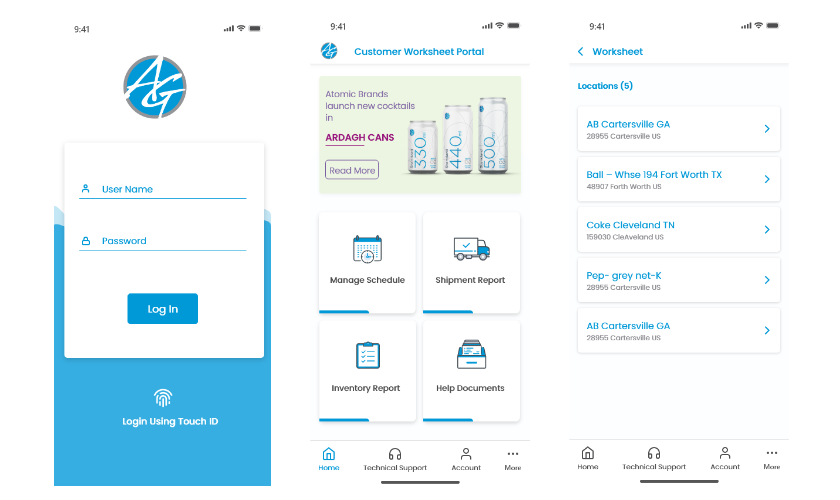 9:41
AG
User Name
Password
Log In
Login Using Touch ID
9:41
AG
Customer Worksheet Portal
Atomic Brands
launch new cocktails
in
ARDAGH CANS
Read More
330
440
500
Manage Schedule
Shipment Report
Inventory Report
Help Documents
Home
Technical Support
Account
More
9:41
Worksheet
Locations (5)
AB Cartersville GA
28955 Cartersville US
Ball – Whse 194 Fort Worth TX
48907 Forth Worth US
Coke Cleveland TN
159030 CleAveland US
Pep- grey net-K
28955 Cartersville US
AB Cartersville GA
28955 Cartersville US
Home
Technical Support
Account
More